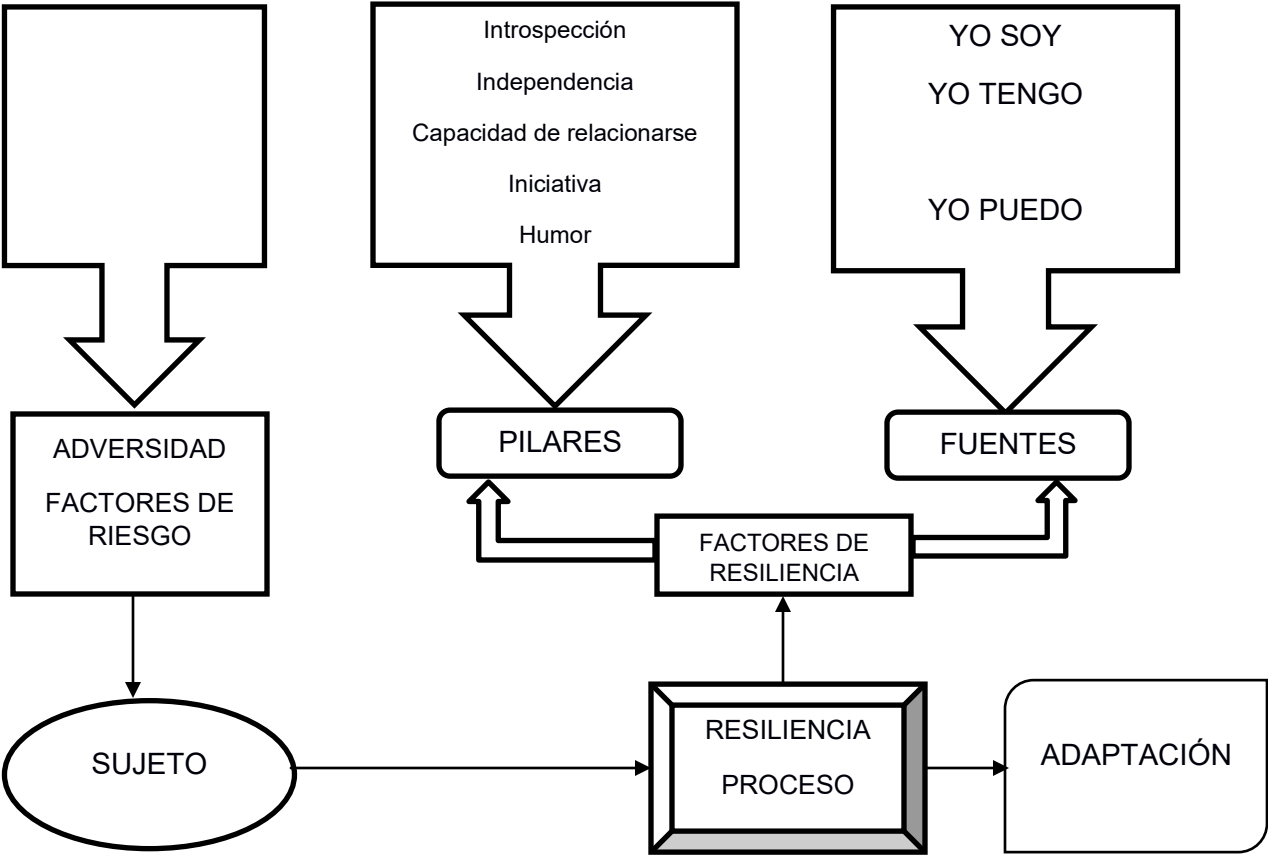 Introspección
Independencia
Capacidad de relacionarse
Iniciativa
Humor
YO SOY
YO TENGO
YO PUEDO
ADVERSIDAD
FACTORES DE
RIESGO
PILARES
FUENTES
FACTORES DE
RESILIENCIA
SUJETO
RESILIENCIA
PROCESO
ADAPTACIÓN